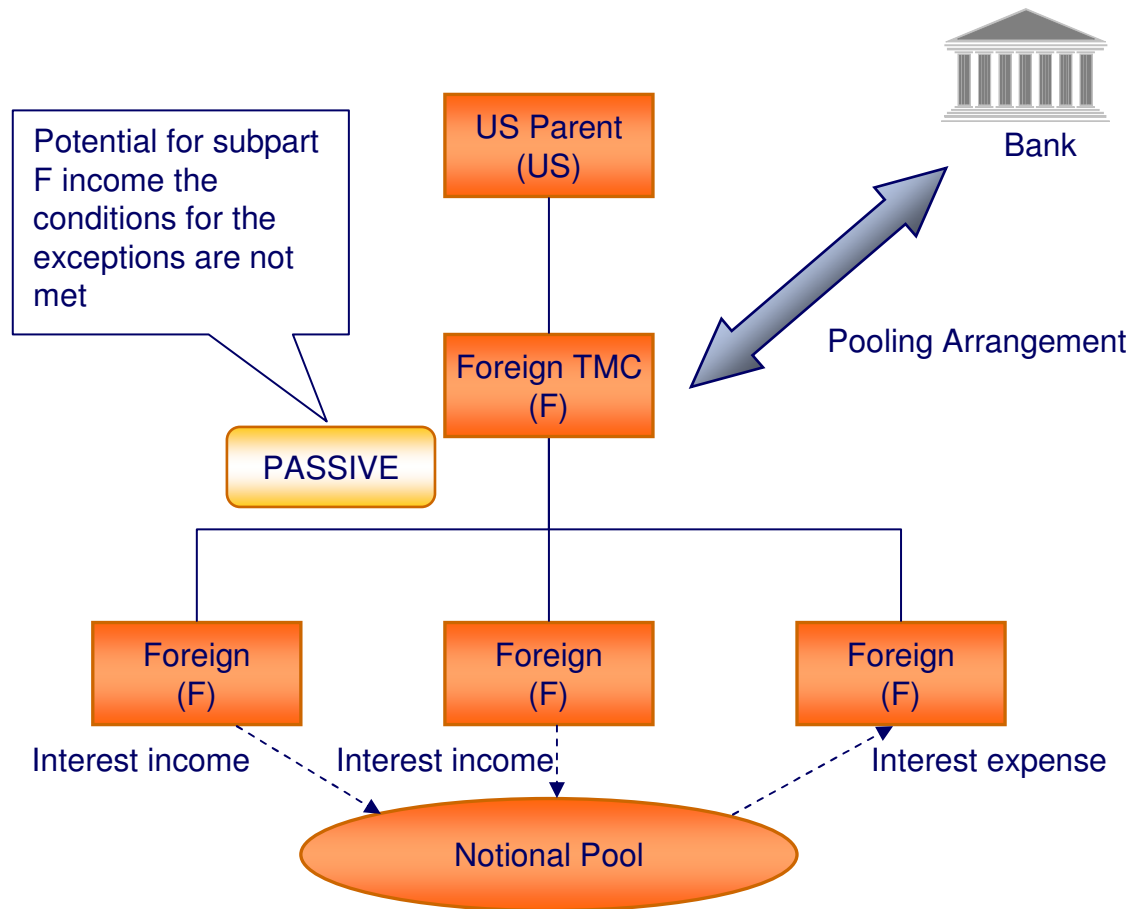 Potential for subpart
F income the
conditions for the
exceptions are not
met
US Parent
(US)
Bank
Pooling Arrangement
Foreign TMC
(F)
PASSIVE
Foreign
(F)
Foreign
(F)
Foreign
(F)
Interest income
Interest income
Interest expense
Notional Pool